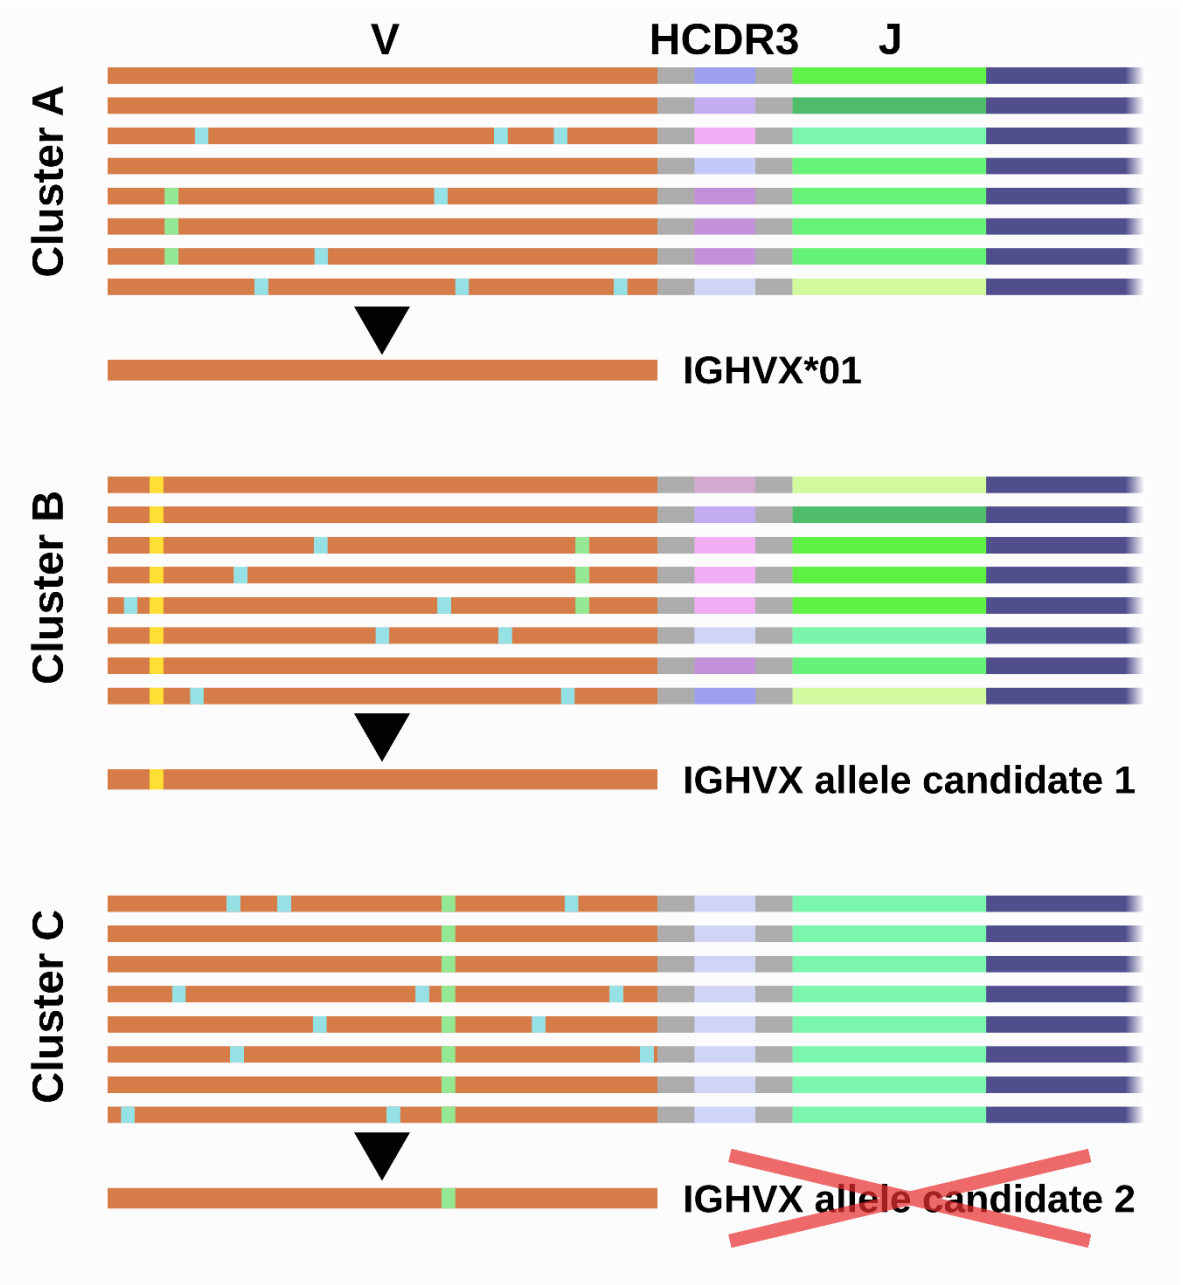 V HCDR3 J
Cluster A
IGHVX*01
Cluster B
IGHVX allele candidate 1
Cluster C
IGHVX allele candidate 2